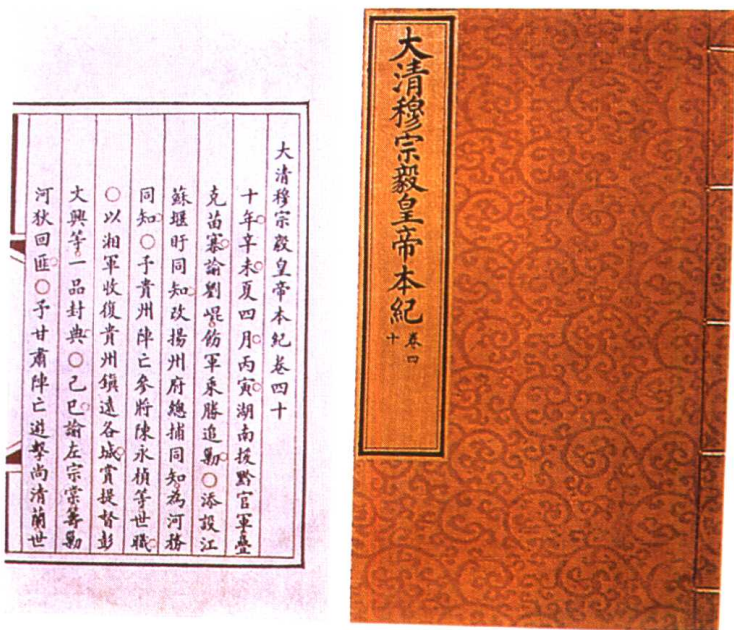 大清穆宗毅皇帝本紀
卷四
十
大清穆宗毅皇帝本紀卷四十
十年辛未夏四月丙寅湖南援黔官軍疊
克苗寨諭劉崐飭軍乘勝追勦○添設江
蘇堰盱同知改揚州府總捕同知為河務
同知○予貴州陣亡參將陳永楨等世職
○以湘軍收復貴州鎮遠各城賞提督彭
文興等一品封典○己巳諭左宗棠籌勦
河狄回匪○予甘肅陣亡遊擊尚清蘭世